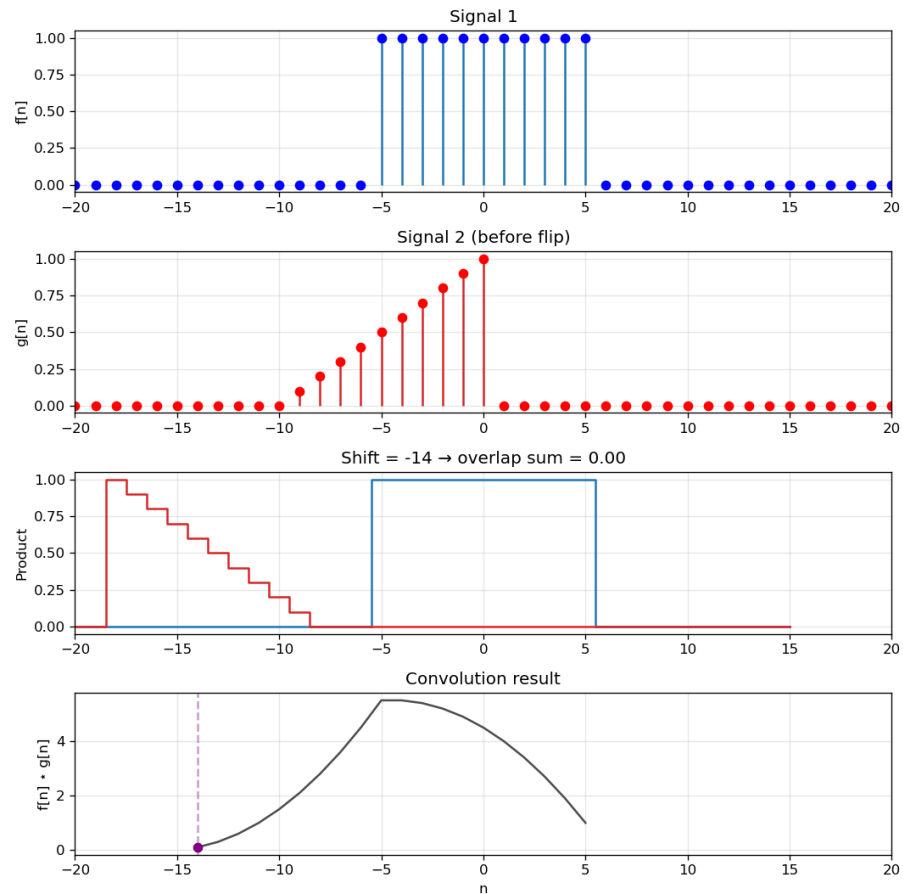 Signal 1
f[n]
1.00
0.75
0.50
0.25
0.00
−20 −15 −10 −5 0 5 10 15 20
Signal 2 (before flip)
g[n]
1.00
0.75
0.50
0.25
0.00
−20 −15 −10 −5 0 5 10 15 20
Shift = -14 → overlap sum = 0.00
Product
1.00
0.75
0.50
0.25
0.00
−20 −15 −10 −5 0 5 10 15 20
Convolution result
f[n] ⋆ g[n]
4
2
0
−20 −15 −10 −5 0 5 10 15 20
n